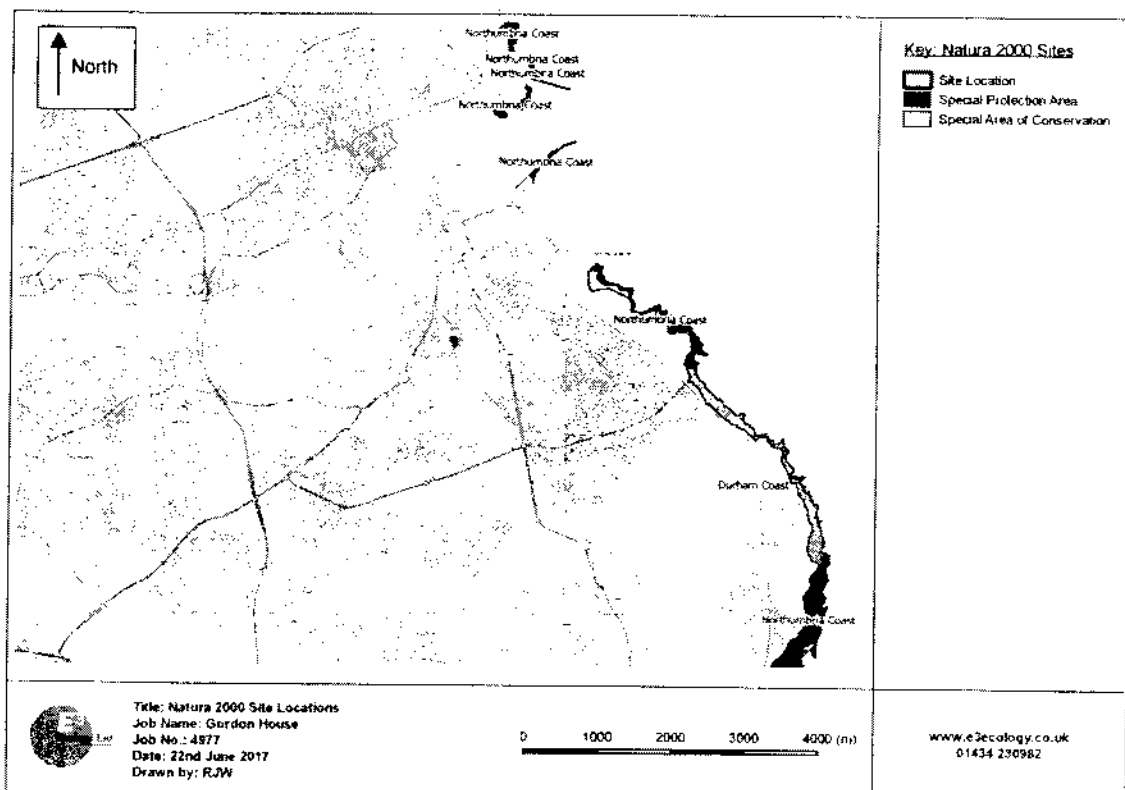 North
Northumbria Coast
Northumbria Coast
Northumbria Coast
Northumbria Coast
Northumbria Coast
Northumbria Coast
Durham Coast
Northumbria Coast
Key: Natura 2000 Sites
Site Location
Special Protection Area
Special Area of Conservation
Title: Natura 2000 Site Locations
Job Name: Gordon House
Job No.: 4977
Date: 22nd June 2017
Drawn by: RJW
0 1000 2000 3000 4000 (m)
www.e3ecology.co.uk
01434 230982